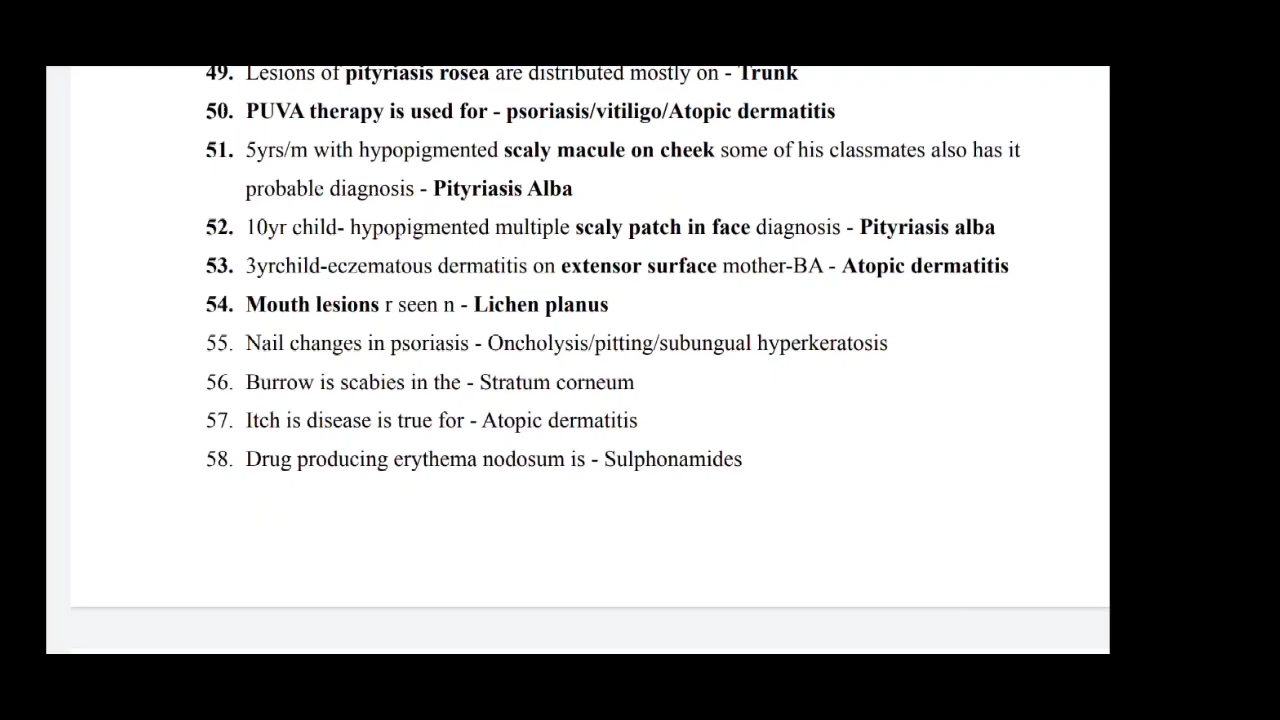 49. Lesions of pityriasis rosea are distributed mostly on - Trunk
50. PUVA therapy is used for - psoriasis/vitiligo/Atopic dermatitis
51. 5yrs/m with hypopigmented scaly macule on cheek some of his classmates also has it
probable diagnosis - Pityriasis Alba
52. 10yr child- hypopigmented multiple scaly patch in face diagnosis - Pityriasis alba
53. 3yrchild-eczematous dermatitis on extensor surface mother-BA - Atopic dermatitis
54. Mouth lesions r seen n - Lichen planus
55. Nail changes in psoriasis - Oncholysis/pitting/subungual hyperkeratosis
56. Burrow is scabies in the - Stratum corneum
57. Itch is disease is true for - Atopic dermatitis
58. Drug producing erythema nodosum is - Sulphonamides